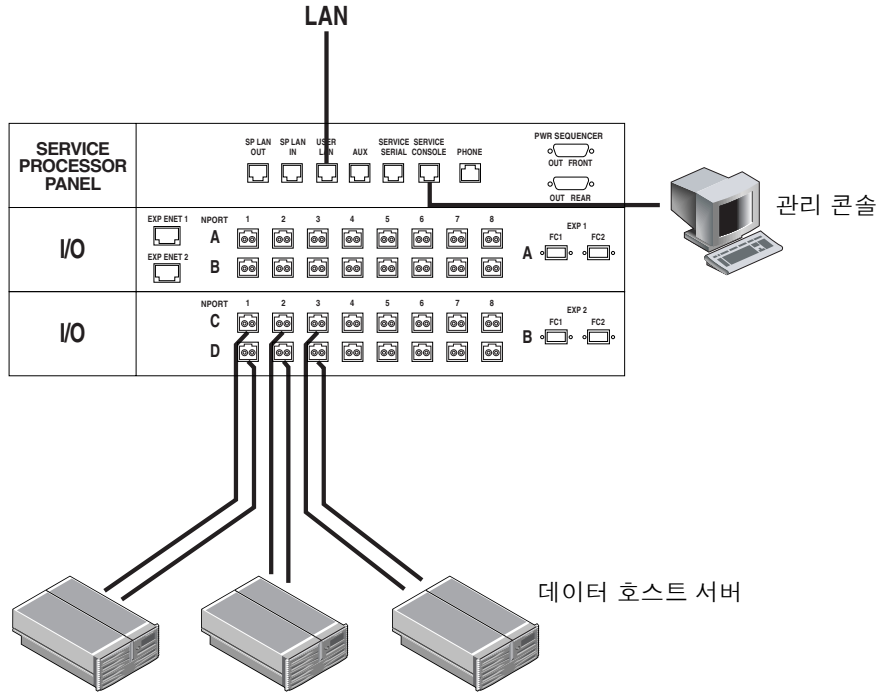 LAN
SERVICE
PROCESSOR
PANEL
SP LAN
OUT
SP LAN
IN
USER
LAN
AUX
SERVICE
SERIAL
SERVICE
CONSOLE
PHONE
PWR SEQUENCER
OUT FRONT
OUT REAR
관리 콘솔
I/O
EXP ENET 1
EXP ENET 2
NPORT 1 2 3 4 5 6 7 8
A
B
EXP 1
FC1 FC2
A
I/O
NPORT 1 2 3 4 5 6 7 8
C
D
EXP 2
FC1 FC2
B
데이터 호스트 서버